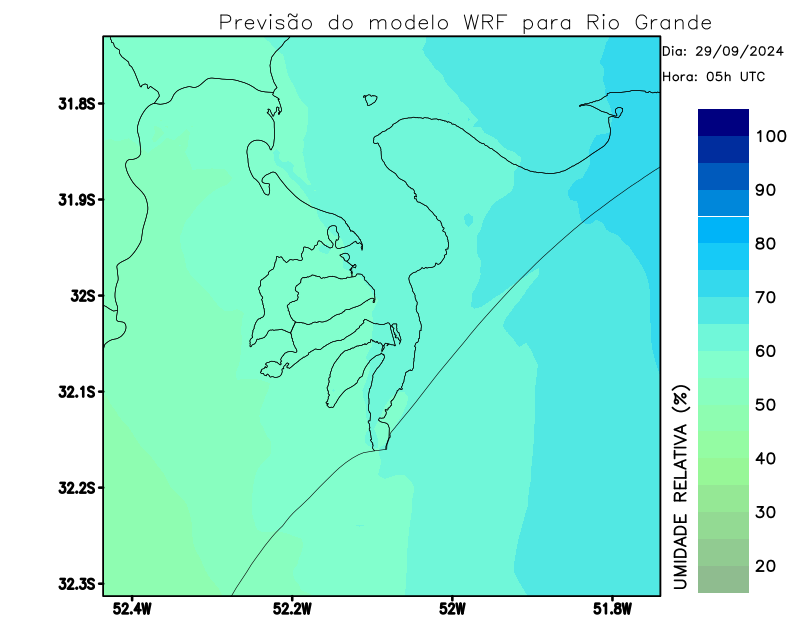 Previsão do modelo WRF para Rio Grande
Dia: 29/09/2024
Hora: 05h UTC
31.8S
31.9S
32S
32.1S
32.2S
32.3S
52.4W
52.2W
52W
51.8W
UMIDADE RELATIVA (%)
100
90
80
70
60
50
40
30
20